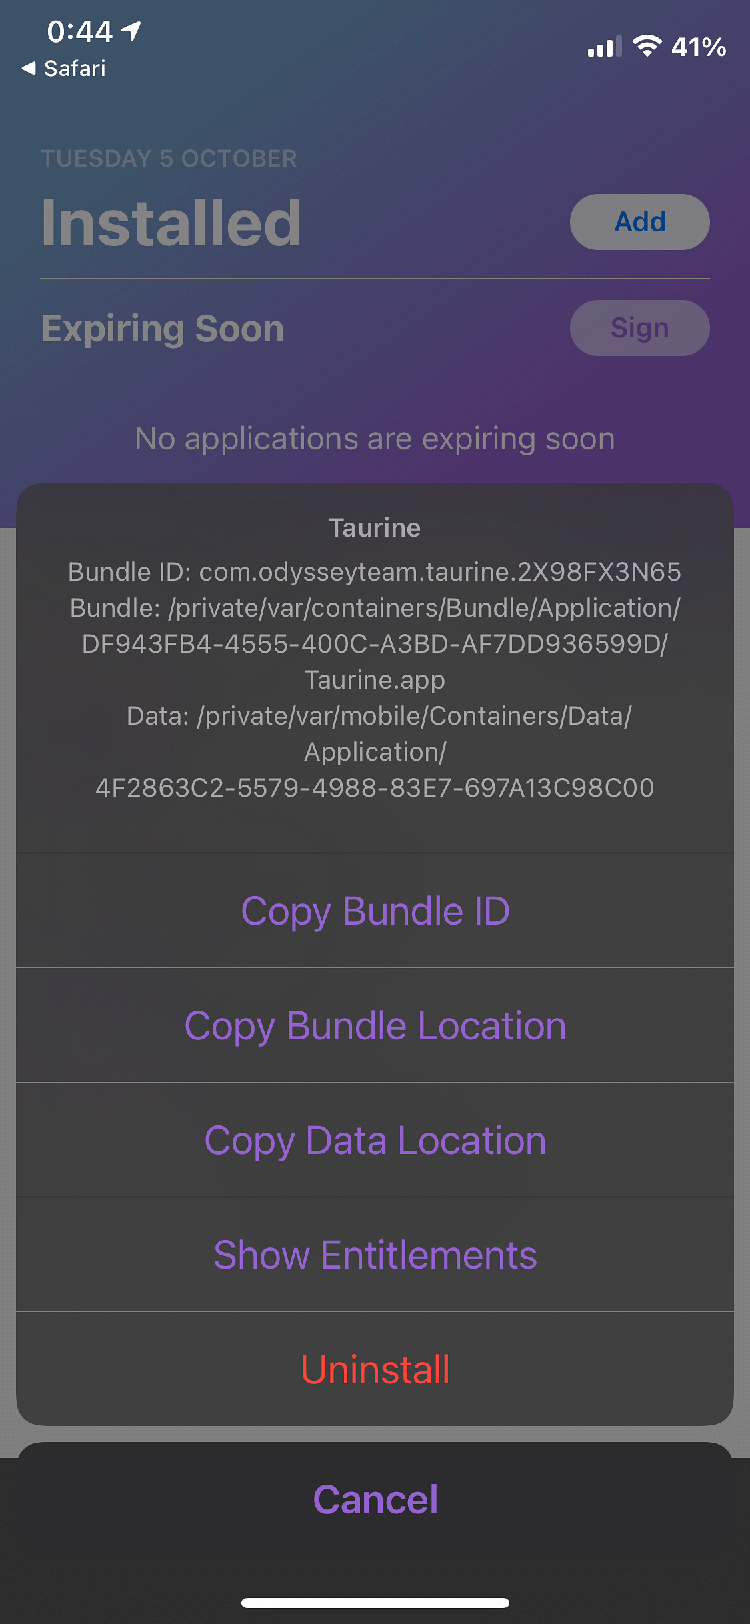 0:44
41%
◀ Safari
TUESDAY 5 OCTOBER
Installed
Add
Expiring Soon
Sign
No applications are expiring soon
Taurine
Bundle ID: com.odysseyteam.taurine.2X98FX3N65
Bundle: /private/var/containers/Bundle/Application/
DF943FB4-4555-400C-A3BD-AF7DD936599D/
Taurine.app
Data: /private/var/mobile/Containers/Data/
Application/
4F2863C2-5579-4988-83E7-697A13C98C00
Copy Bundle ID
Copy Bundle Location
Copy Data Location
Show Entitlements
Uninstall
Cancel